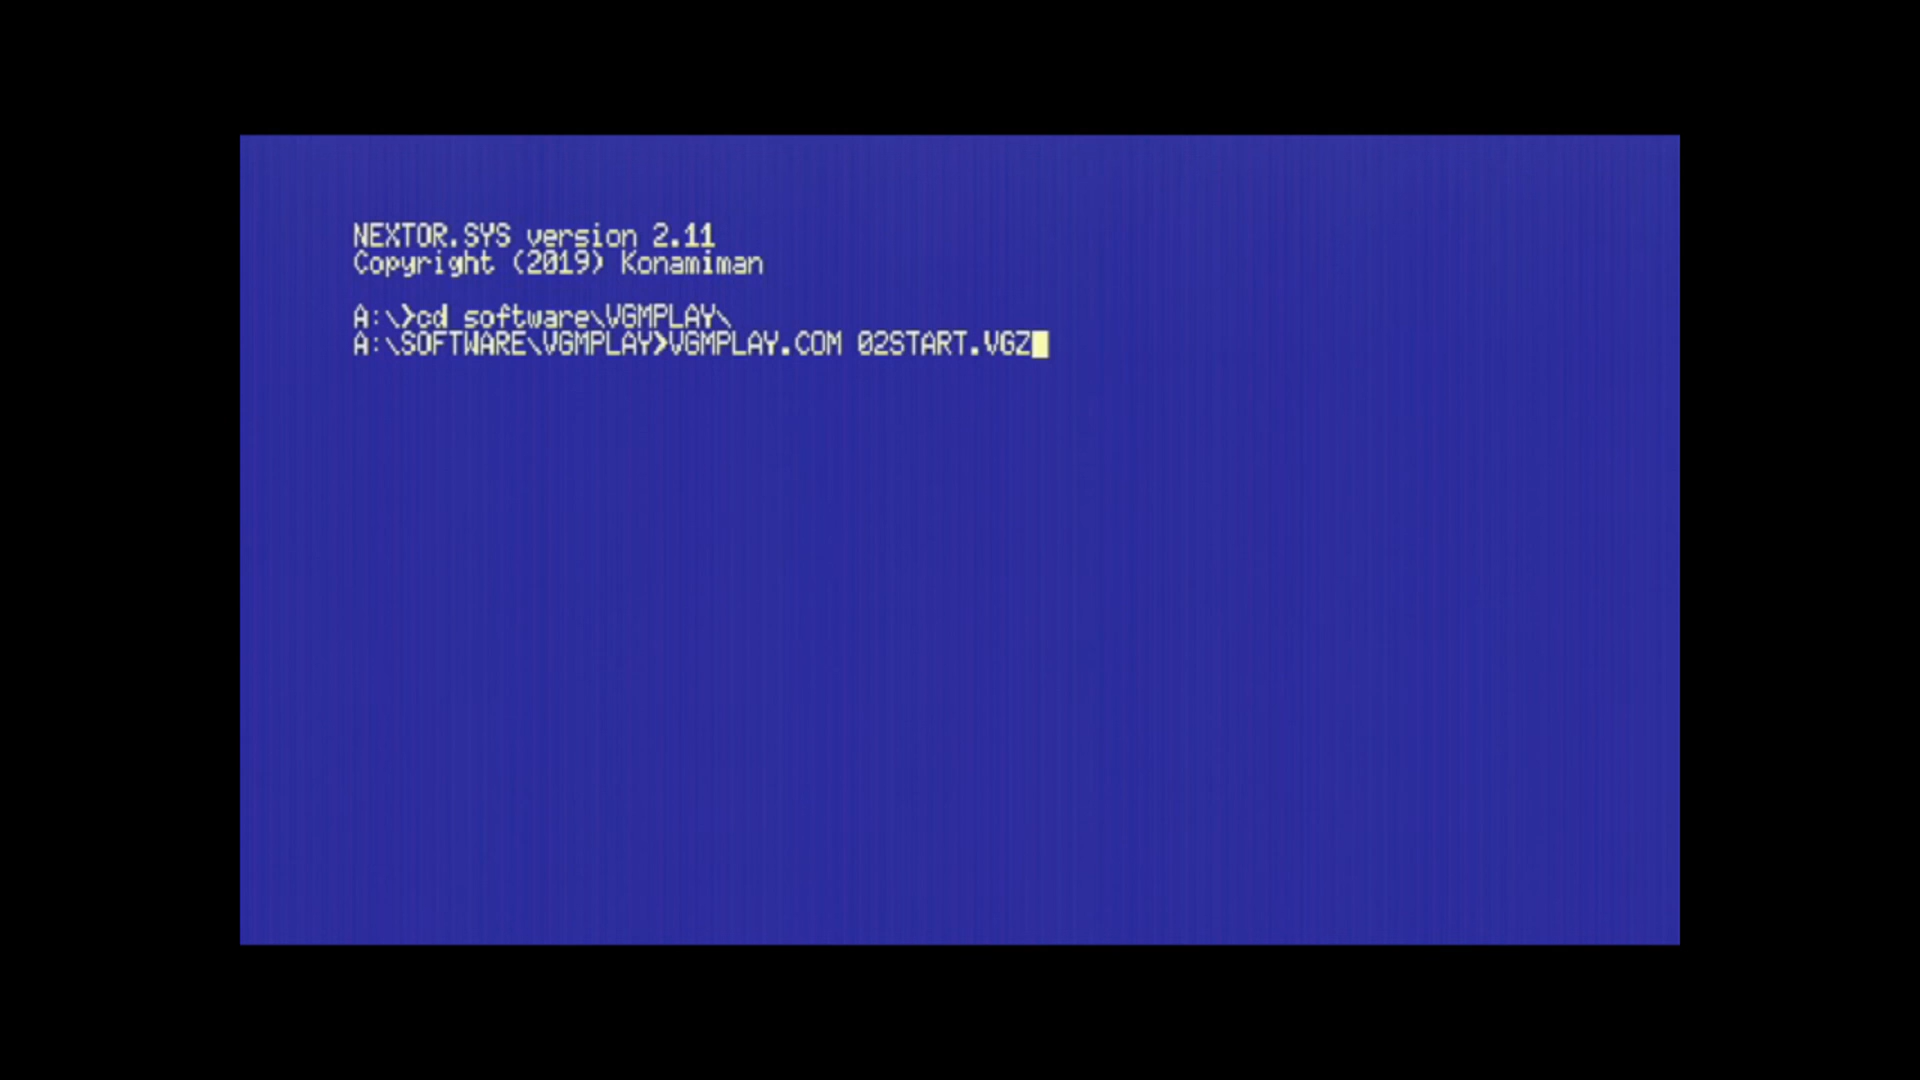 NEXTOR.SYS version 2.11
Copyright (2019) Konamiman
A:\>cd software\VGMPLAY\
A:\SOFTWARE\VGMPLAY>VGMPLAY.COM 02START.VGZ